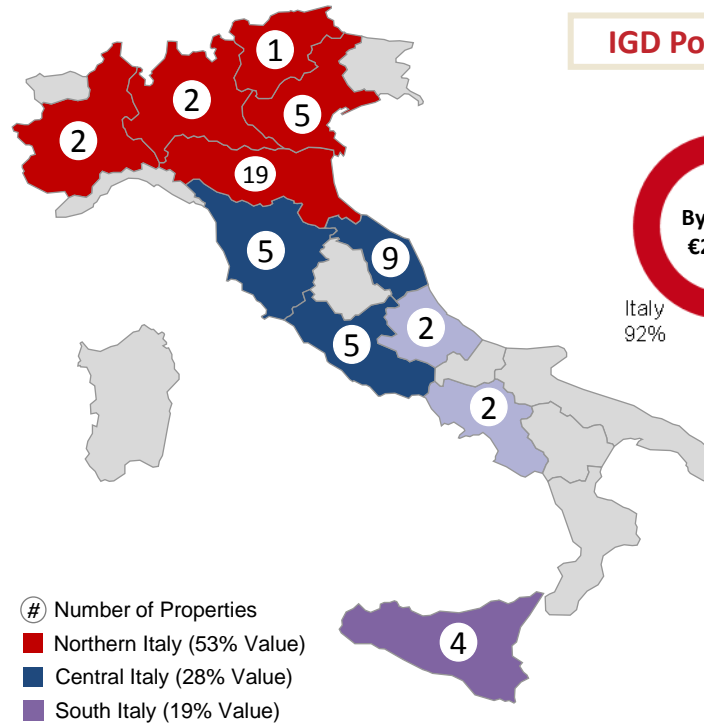 IGD Po
1
2
5
2
19
5
9
By
€2
Italy
92%
5
2
2
4
# Number of Properties
Northern Italy (53% Value)
Central Italy (28% Value)
South Italy (19% Value)